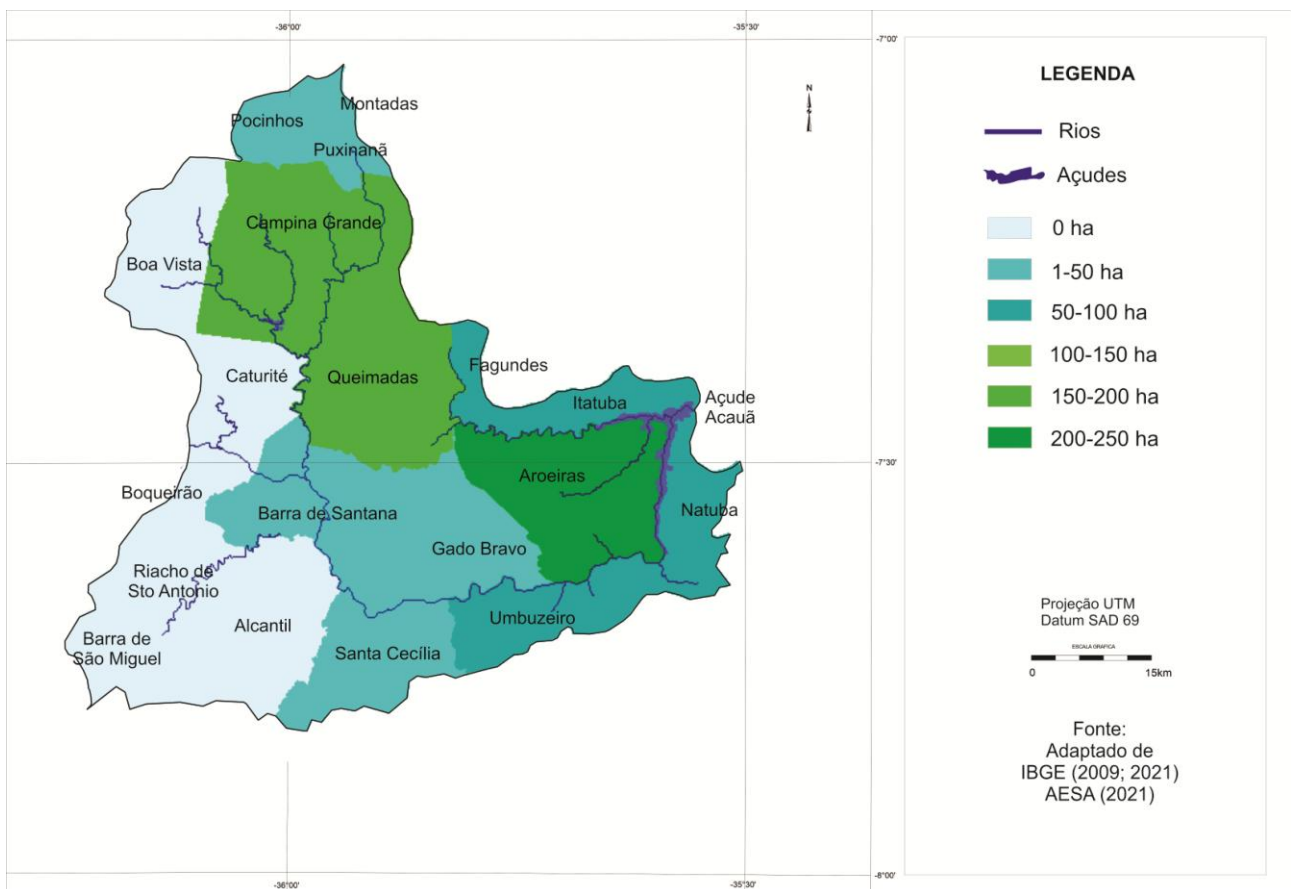 -36°00'
-35°30'
-7°00'
Montadas
Pocinhos
Puxinanã
N
Campina Grande
Boa Vista
Caturité
Queimadas
Fagundes
Itatuba
Açude
Acauã
-7°30'
Aroeiras
Boqueirão
Barra de Santana
Natuba
Gado Bravo
Riacho de
Sto Antonio
Alcantil
Umbuzeiro
Barra de
São Miguel
Santa Cecília
-36°00'
-35°30'
-8°00'
LEGENDA
Rios
Açudes
0 ha
1-50 ha
50-100 ha
100-150 ha
150-200 ha
200-250 ha
Projeção UTM
Datum SAD 69
ESCALA GRAFICA
0 15km
Fonte:
Adaptado de
IBGE (2009; 2021)
AESA (2021)